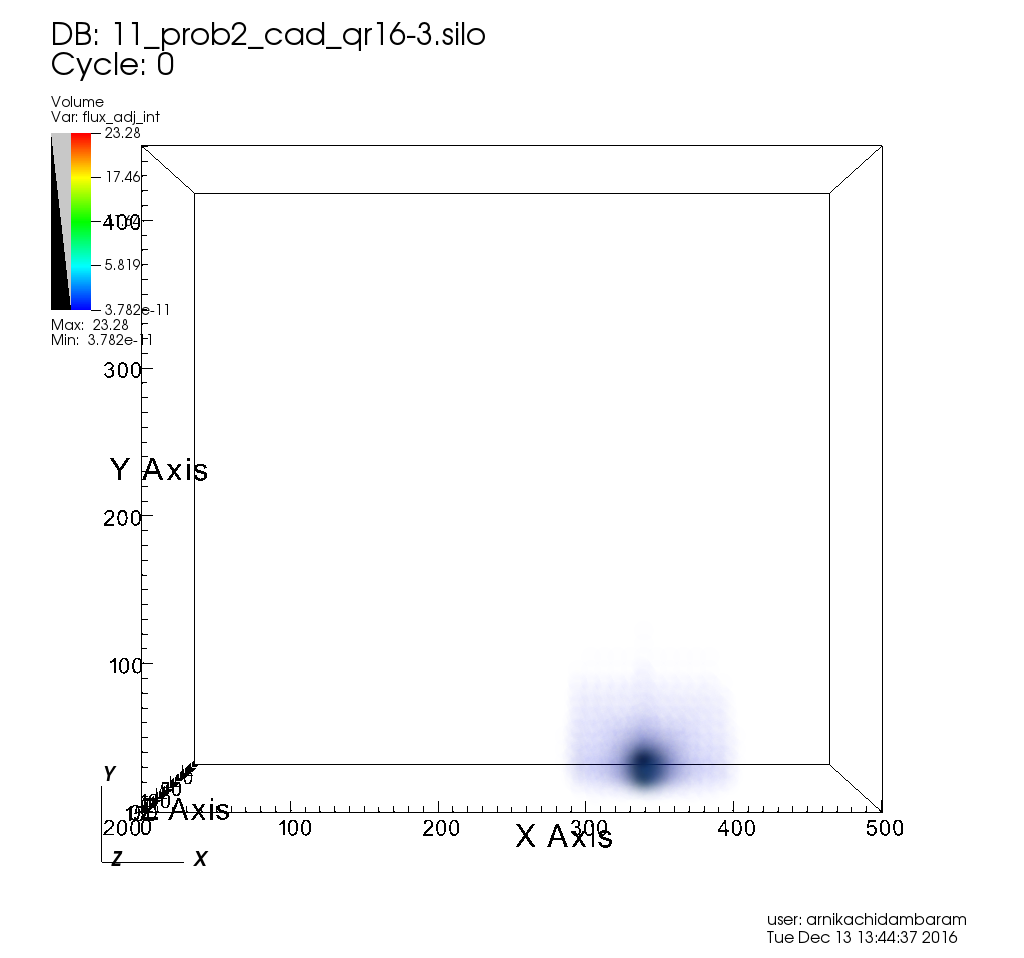 DB: 11_prob2_cad_qr16-3.silo
Cycle: 0
Volume
Var: flux_adj_int
23.28
17.46
400
5.819
3.782e-11
Max: 23.28
Min: 3.782e-11
300
Y Axis
200
100
Y
Axis
0
100
200
300
400
500
X Axis
Z
X
user: arnikachidambaram
Tue Dec 13 13:44:37 2016